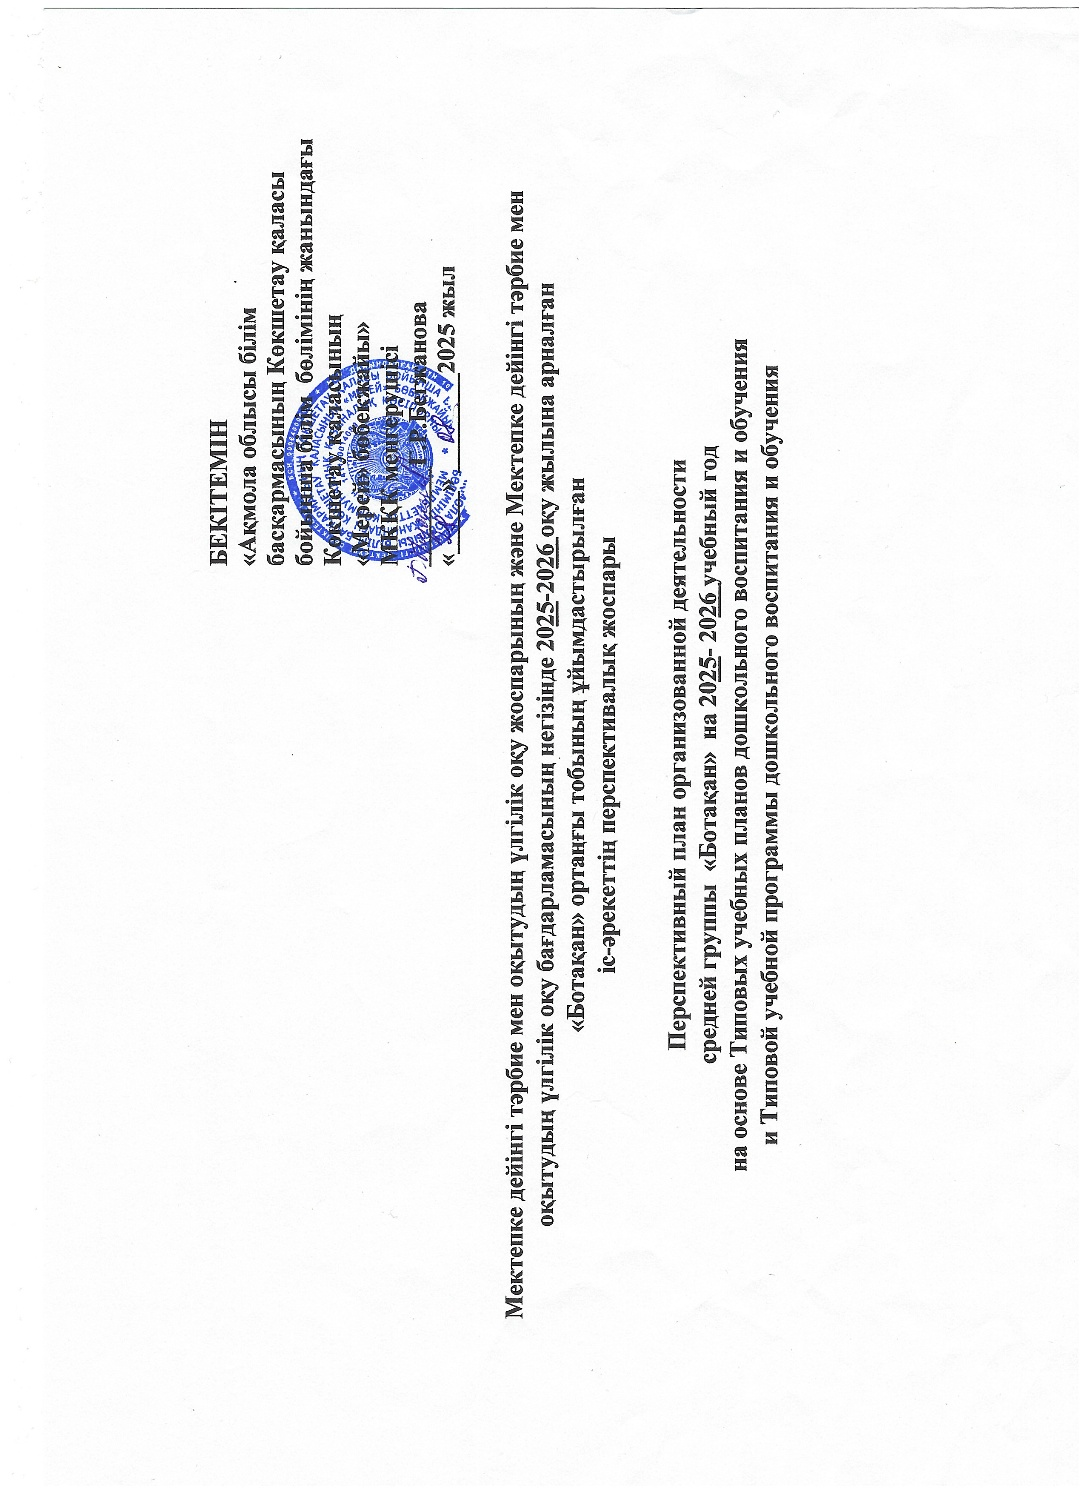 БЕКІТЕМІН
«Ақмола облысы білім
басқармасының Көкшетау қаласы
бойынша білім бөлімінің жанындағы
Көкшетау қаласының
«Мерей» бөбекжайы»
МКҚК меңгерушісі
Г.Р.Бегжанова
« » 2025 жыл
Мектепке дейінгі тәрбие мен оқытудың үлгілік оқу жоспарының және Мектепке дейінгі тәрбие мен
оқытудың үлгілік оқу бағдарламасының негізінде 2025-2026 оқу жылына арналған
«Ботақан» ортаңғы тобының ұйымдастырылған
іс-әрекеттің перспективалық жоспары
Перспективный план организованной деятельности
средней группы «Ботақан» на 2025- 2026 учебный год
на основе Типовых учебных планов дошкольного воспитания и обучения
и Типовой учебной программы дошкольного воспитания и обучения